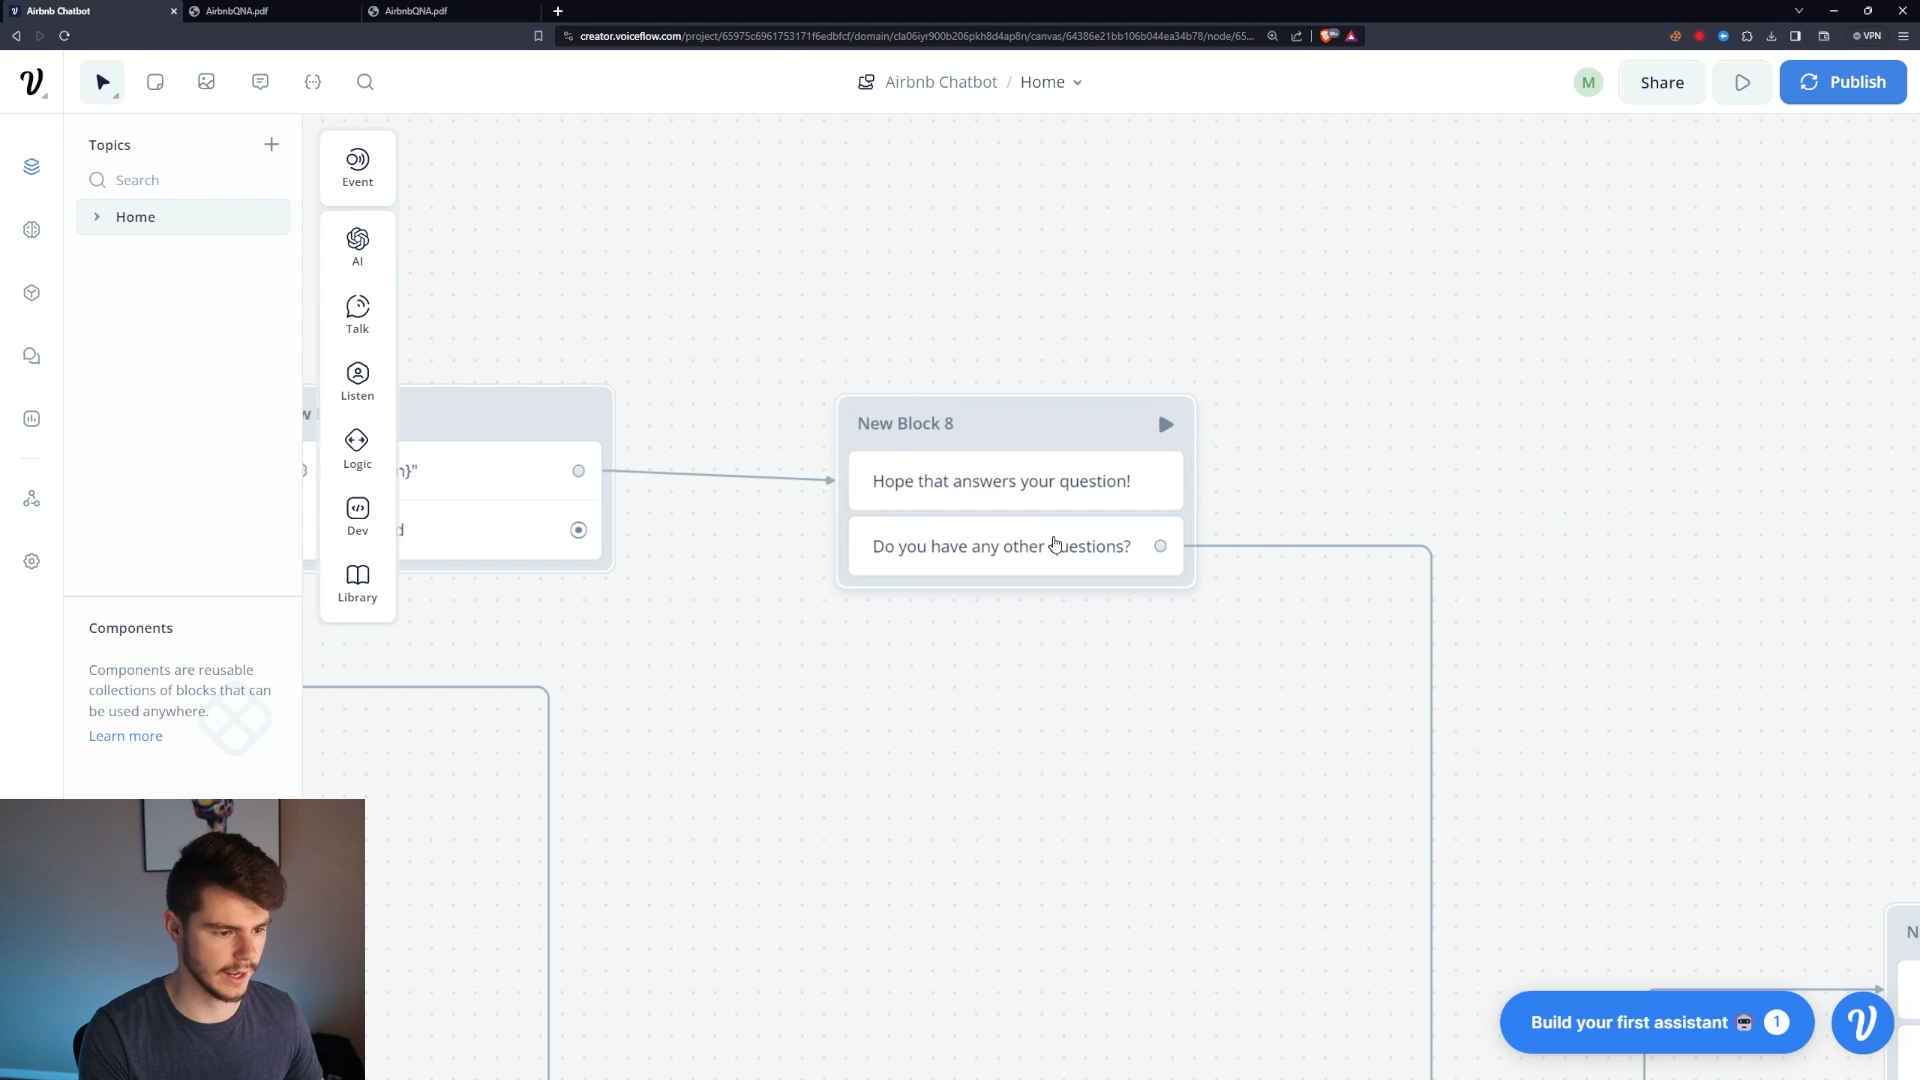 Airbnb Chatbot
AirbnbQNA.pdf
AirbnbQNA.pdf
creator.voiceflow.com/project/65975c6961753171f6edbfcf/domain/cla06iyr900b206pkh8d4ap8n/canvas/64386e21bb106b044ea34b78/node/65...
VPN
Airbnb Chatbot / Home
M
Share
Publish
Topics
Search
Home
Event
AI
Talk
Listen
Logic
Dev
Library
n}"
d
New Block 8
Hope that answers your question!
Do you have any other questions?
Components
Components are reusable
collections of blocks that can
be used anywhere.
Learn more
N
Build your first assistant 1